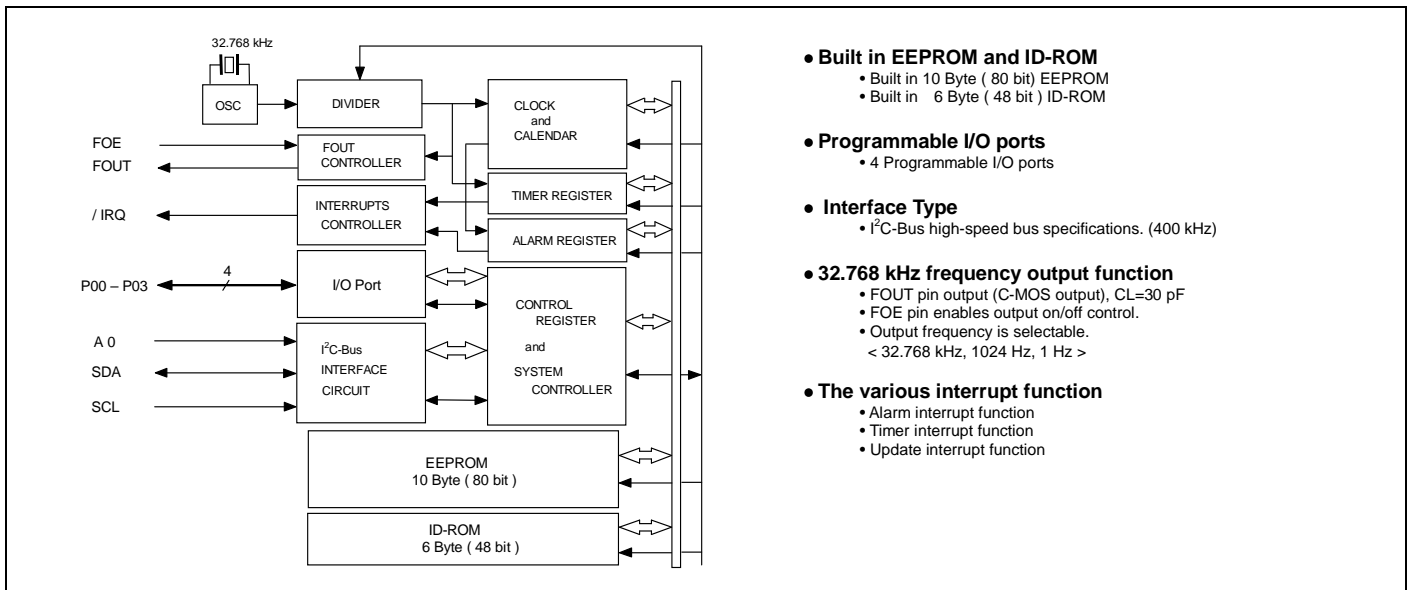 32.768 kHz
OSC
DIVIDER
CLOCK
and
CALENDAR
FOE
FOUT
FOUT
CONTROLLER
TIMER REGISTER
/ IRQ
INTERRUPTS
CONTROLLER
ALARM REGISTER
P00 – P03
4
I/O Port
CONTROL
REGISTER
and
SYSTEM
CONTROLLER
A 0
SDA
SCL
I²C-Bus
INTERFACE
CIRCUIT
EEPROM
10 Byte ( 80 bit )
ID-ROM
6 Byte ( 48 bit )
● Built in EEPROM and ID-ROM
• Built in 10 Byte ( 80 bit) EEPROM
• Built in 6 Byte ( 48 bit ) ID-ROM
● Programmable I/O ports
• 4 Programmable I/O ports
● Interface Type
• I²C-Bus high-speed bus specifications. (400 kHz)
● 32.768 kHz frequency output function
• FOUT pin output (C-MOS output), CL=30 pF
• FOE pin enables output on/off control.
• Output frequency is selectable.
< 32.768 kHz, 1024 Hz, 1 Hz >
● The various interrupt function
• Alarm interrupt function
• Timer interrupt function
• Update interrupt function